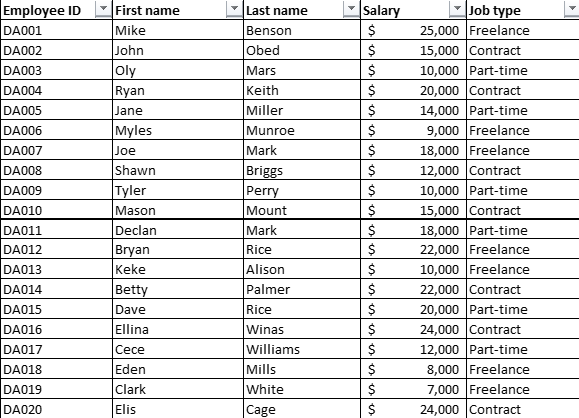 Employee ID First name Last name Salary Job type
DA001 Mike Benson $ 25,000 Freelance
DA002 John Obed $ 15,000 Contract
DA003 Oly Mars $ 10,000 Part-time
DA004 Ryan Keith $ 20,000 Contract
DA005 Jane Miller $ 14,000 Part-time
DA006 Myles Munroe $ 9,000 Freelance
DA007 Joe Mark $ 18,000 Freelance
DA008 Shawn Briggs $ 12,000 Contract
DA009 Tyler Perry $ 10,000 Part-time
DA010 Mason Mount $ 15,000 Contract
DA011 Declan Mark $ 18,000 Part-time
DA012 Bryan Rice $ 22,000 Freelance
DA013 Keke Alison $ 10,000 Freelance
DA014 Betty Palmer $ 22,000 Contract
DA015 Dave Rice $ 20,000 Part-time
DA016 Ellina Winas $ 24,000 Contract
DA017 Cece Williams $ 12,000 Part-time
DA018 Eden Mills $ 8,000 Freelance
DA019 Clark White $ 7,000 Freelance
DA020 Elis Cage $ 24,000 Contract